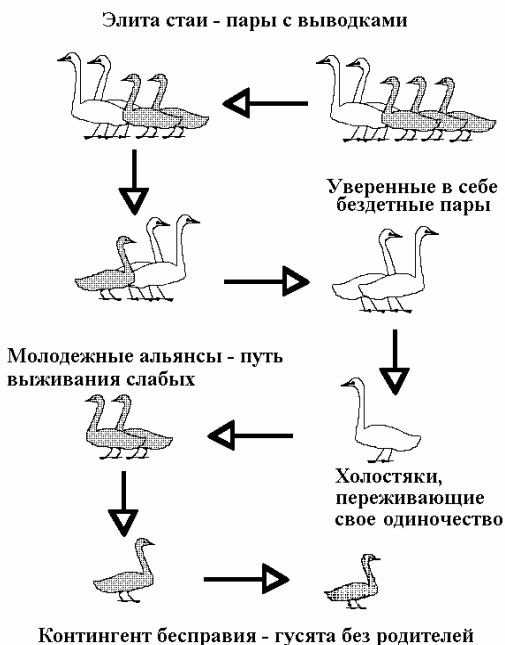 Элита стаи - пары с выводками
Уверенные в себе
бездетные пары
Молодежные альянсы - путь
выживания слабых
Холостяки,
переживающие
свое одиночество
Контингент бесправия - гусята без родителей